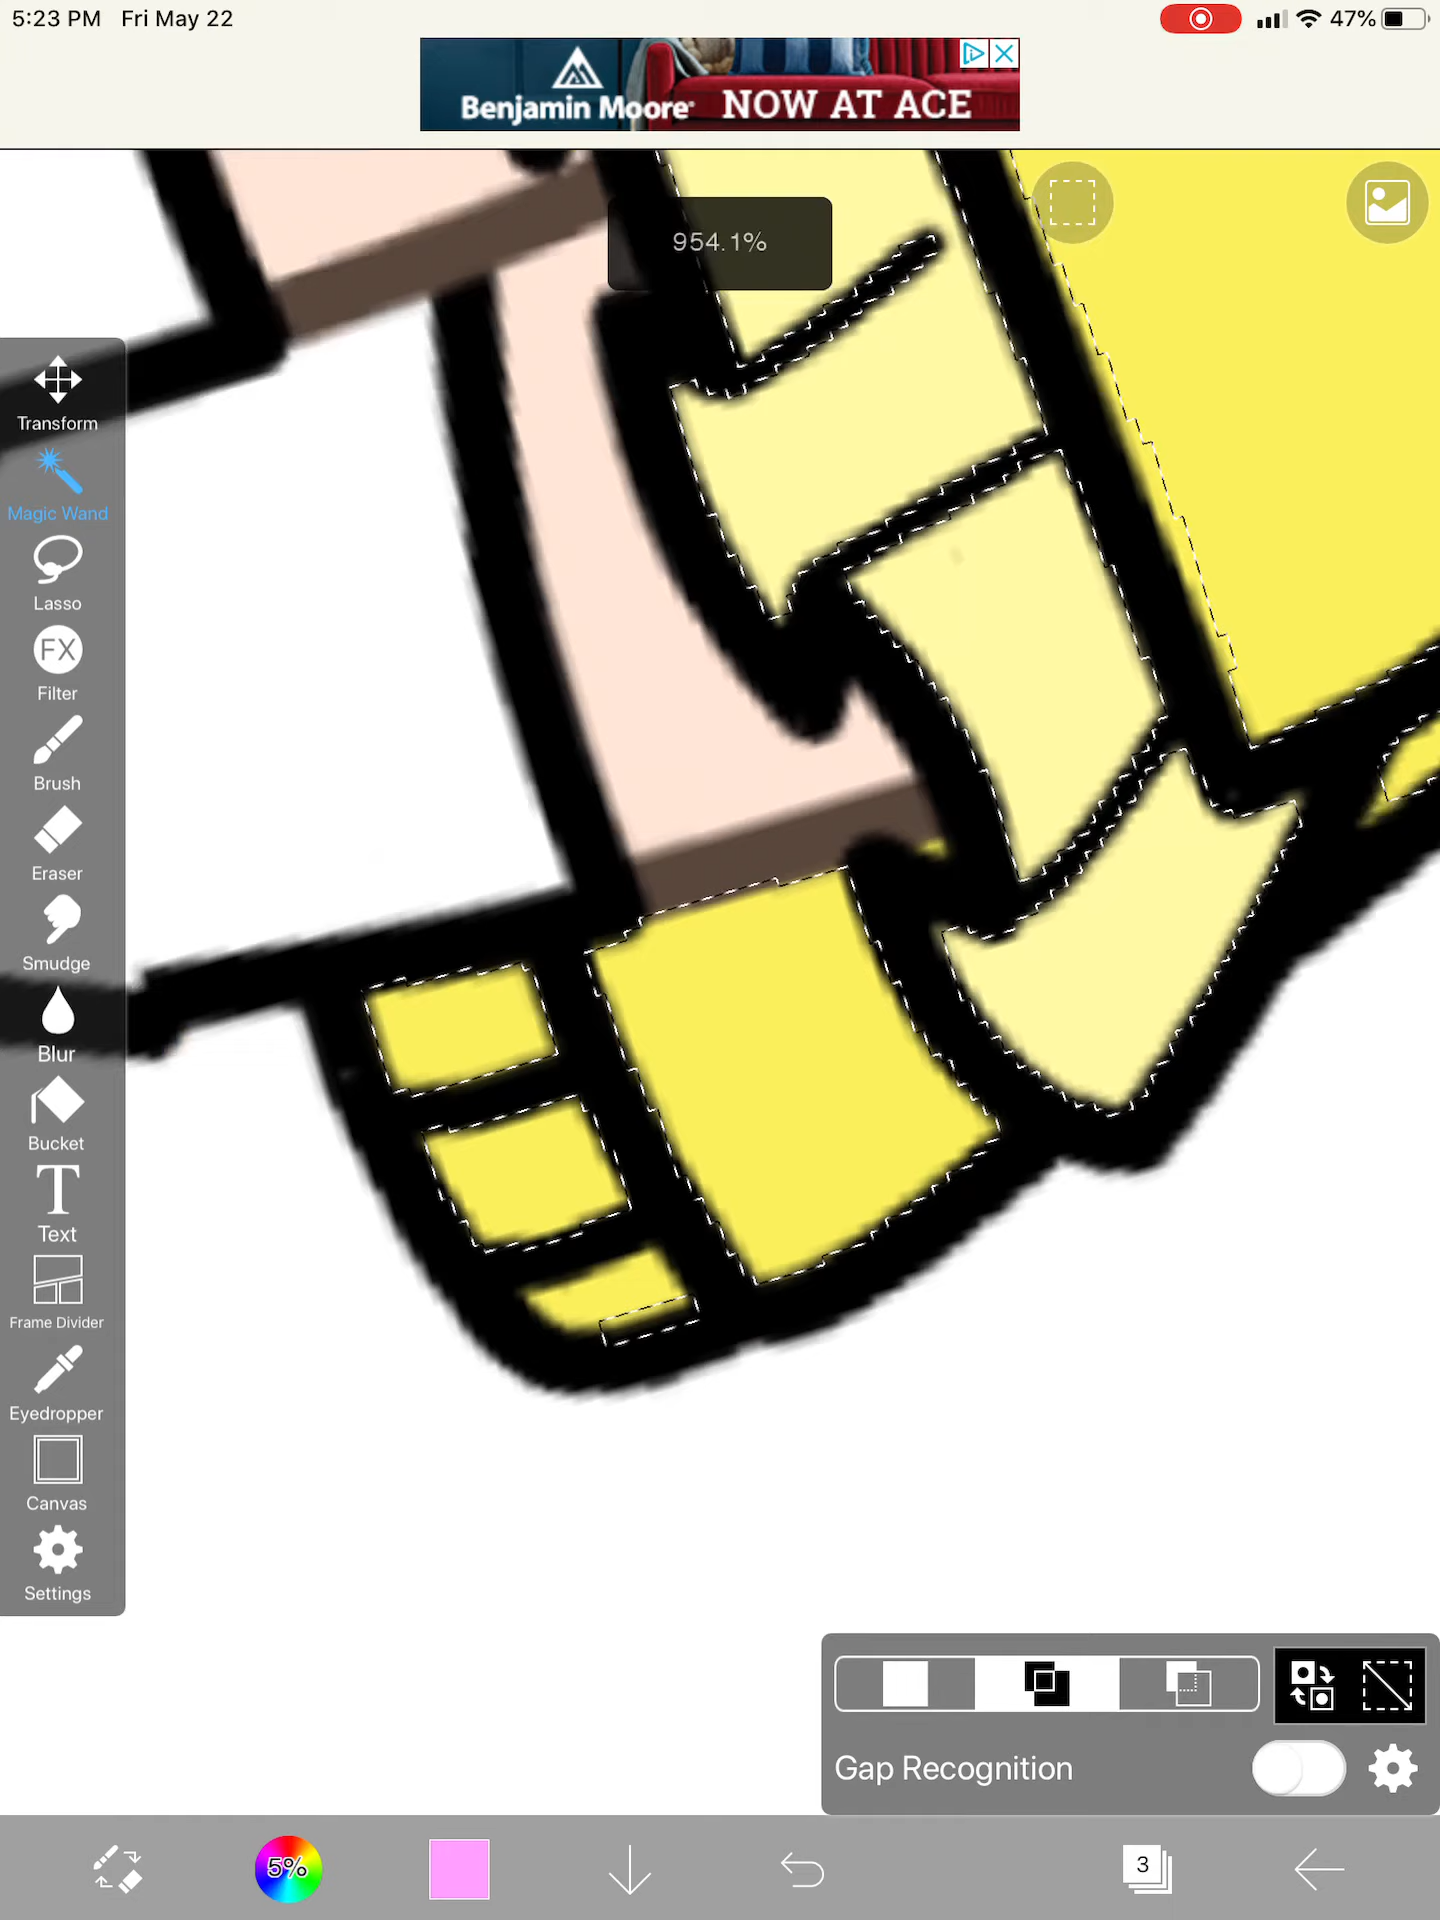 5:23 PM Fri May 22
47%
Benjamin Moore NOW AT ACE
954.1%
Transform
Magic Wand
Lasso
FX
Filter
Brush
Eraser
Smudge
Blur
Bucket
T
Text
Frame Divider
Eyedropper
Canvas
Settings
Gap Recognition
5%
3